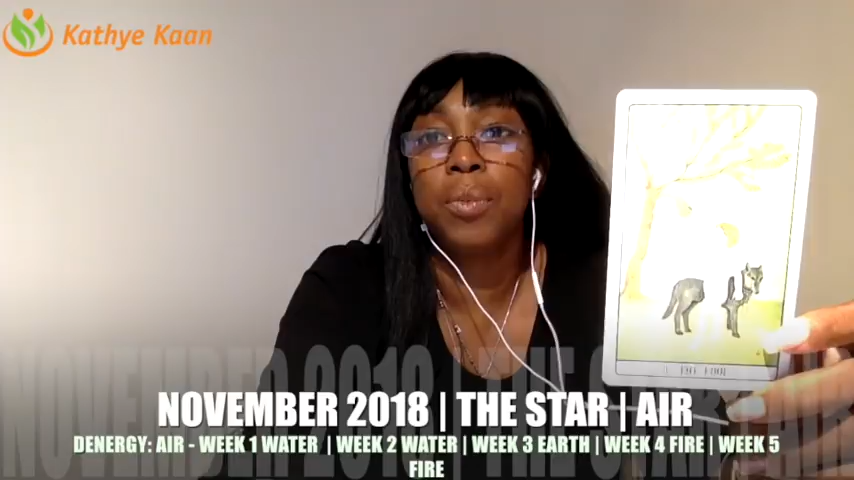 Kathye Kaan
NOVEMBER 2018 | THE STAR | AIR
DENERGY: AIR - WEEK 1 WATER | WEEK 2 WATER | WEEK 3 EARTH | WEEK 4 FIRE | WEEK 5
FIRE